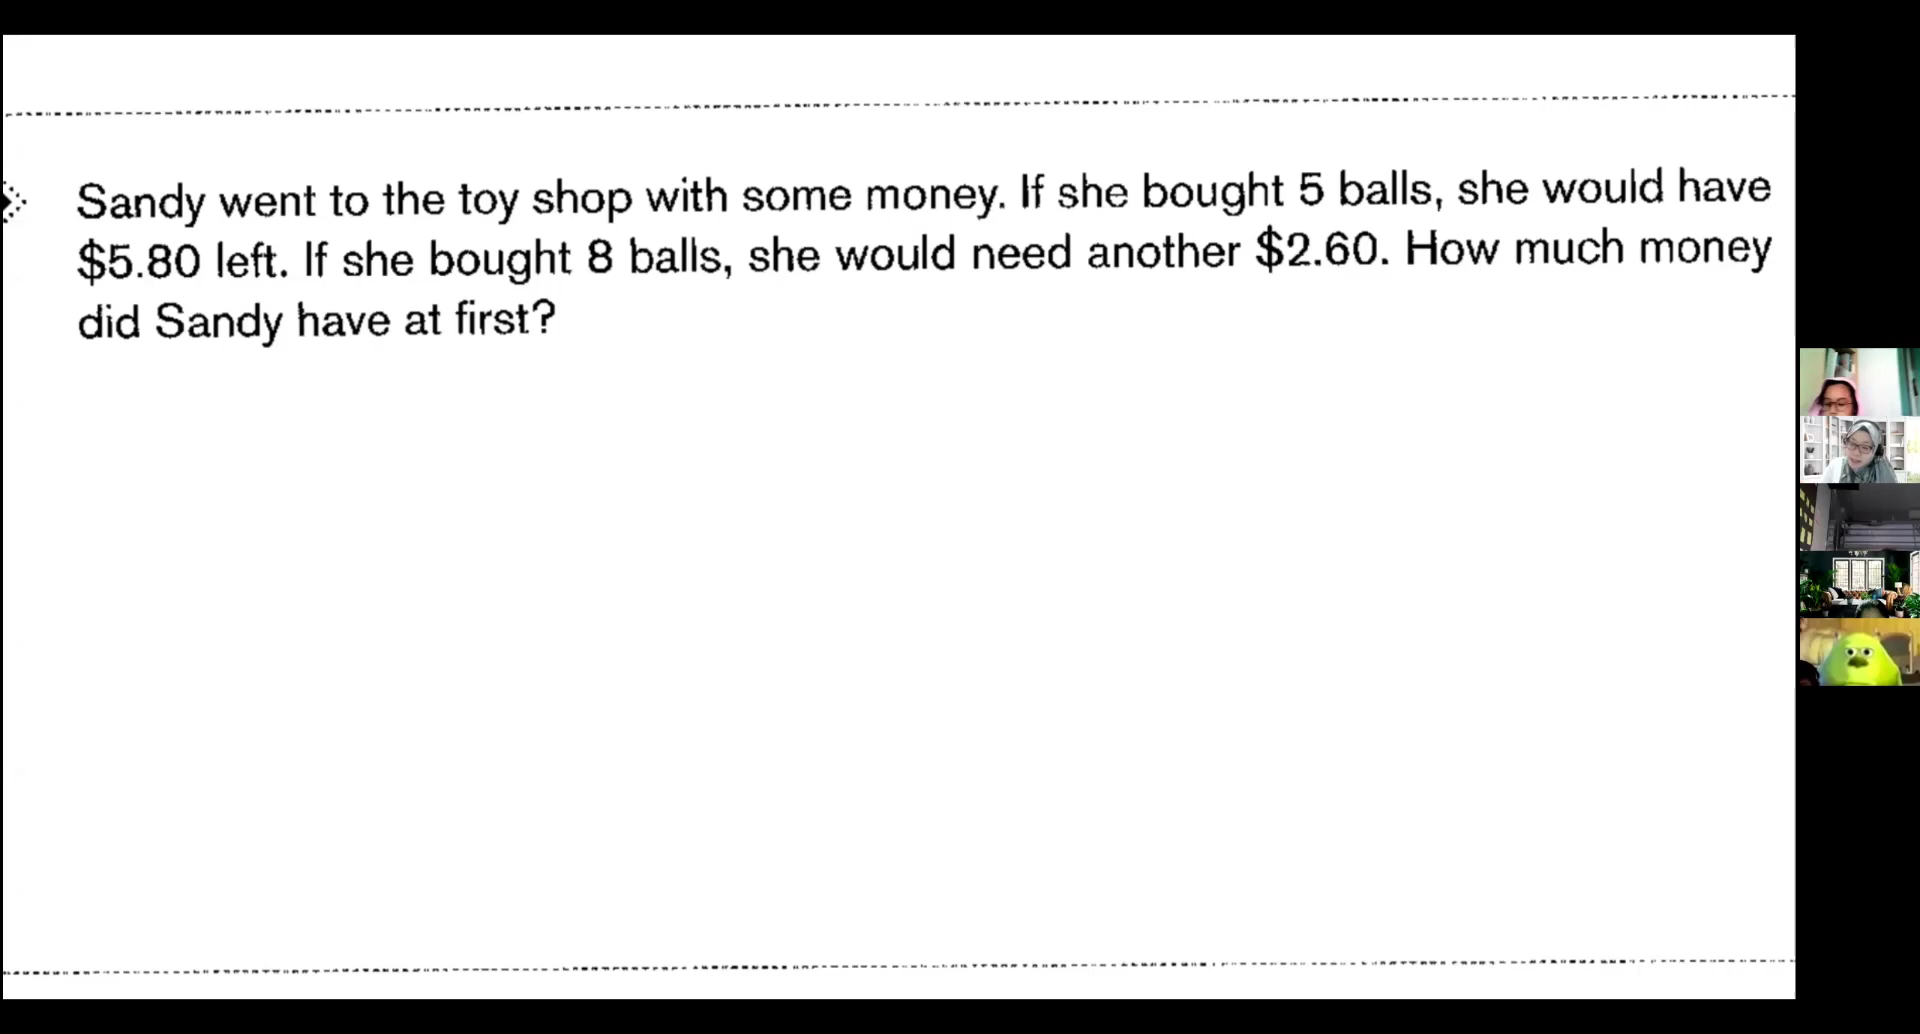 Sandy went to the toy shop with some money. If she bought 5 balls, she would have
$5.80 left. If she bought 8 balls, she would need another $2.60. How much money
did Sandy have at first?